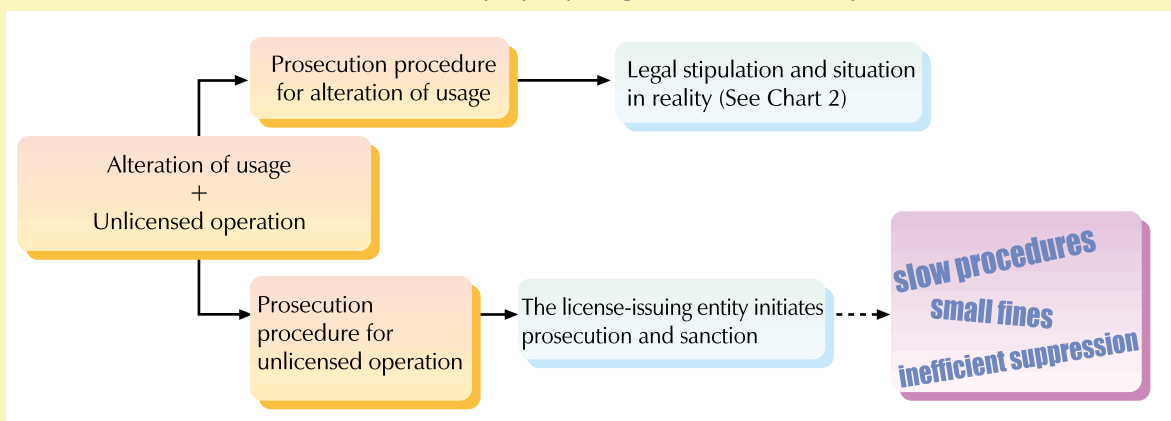 Prosecution procedure
for alteration of usage
Legal stipulation and situation
in reality (See Chart 2)
Alteration of usage
+
Unlicensed operation
Prosecution
procedure for
unlicensed operation
The license-issuing entity initiates
prosecution and sanction
slow procedures
small fines
inefficient suppression